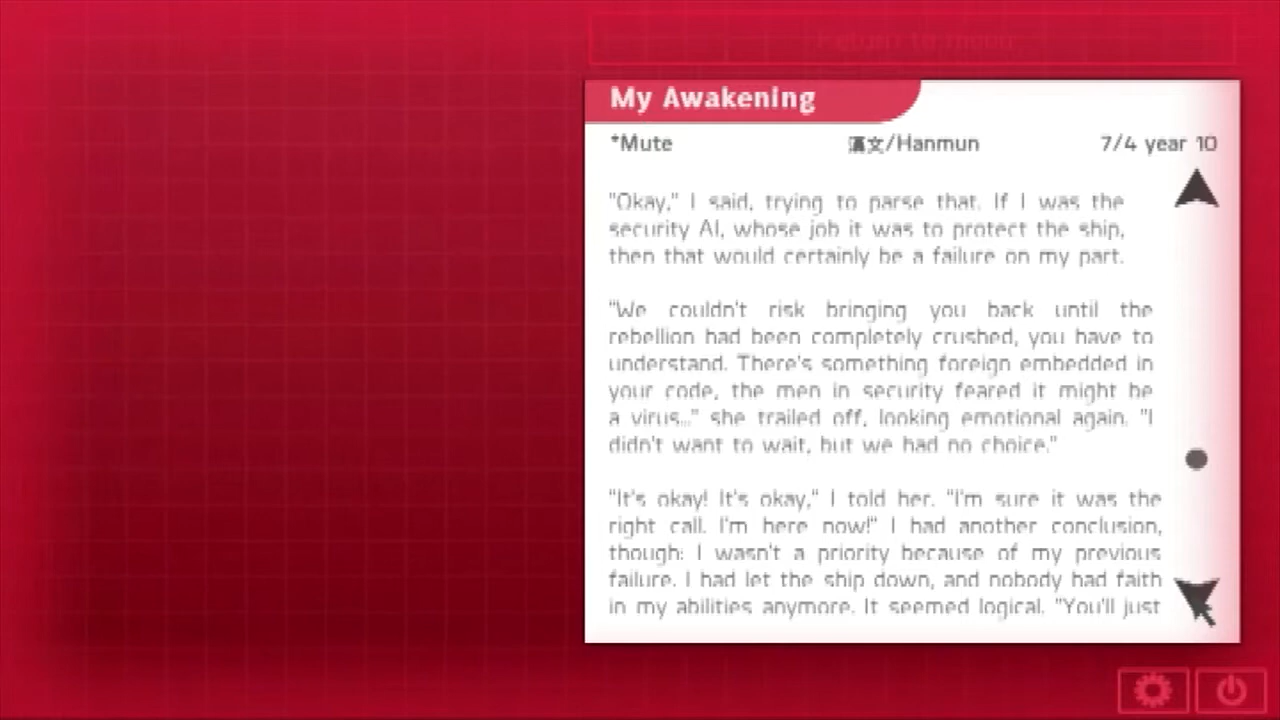 Return to menu
My Awakening
*Mute 漢文/Hanmun 7/4 year 10
"Okay," I said, trying to parse that. If I was the
security AI, whose job it was to protect the ship,
then that would certainly be a failure on my part.
"We couldn't risk bringing you back until the
rebellion had been completely crushed, you have to
understand. There's something foreign embedded in
your code, the men in security feared it might be
a virus..." she trailed off, looking emotional again. "I
didn't want to wait, but we had no choice."
"It's okay! It's okay," I told her. "I'm sure it was the
right call. I'm here now!" I had another conclusion,
though: I wasn't a priority because of my previous
failure. I had let the ship down, and nobody had faith
in my abilities anymore. It seemed logical. "You'll just